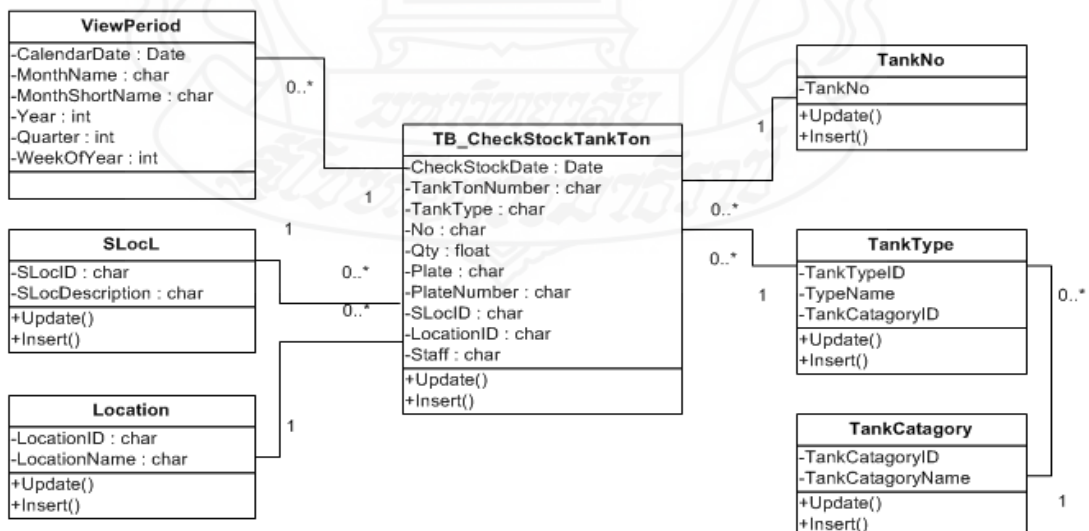 ViewPeriod
-CalendarDate : Date
-MonthName : char
-MonthShortName : char
-Year : int
-Quarter : int
-WeekOfYear : int
0..*
1
SLocL
-SLocID : char
-SLocDescription : char
+Update()
+Insert()
1
0..*
Location
-LocationID : char
-LocationName : char
+Update()
+Insert()
1
0..*
TB_CheckStockTankTon
-CheckStockDate : Date
-TankTonNumber : char
-TankType : char
-No : char
-Qty : float
-Plate : char
-PlateNumber : char
-SLocID : char
-LocationID : char
-Staff : char
+Update()
+Insert()
TankNo
-TankNo
+Update()
+Insert()
1
0..*
TankType
-TankTypeID
-TypeName
-TankCatagoryID
+Update()
+Insert()
0..*
1
0..*
TankCatagory
-TankCatagoryID
-TankCatagoryName
+Update()
+Insert()
1